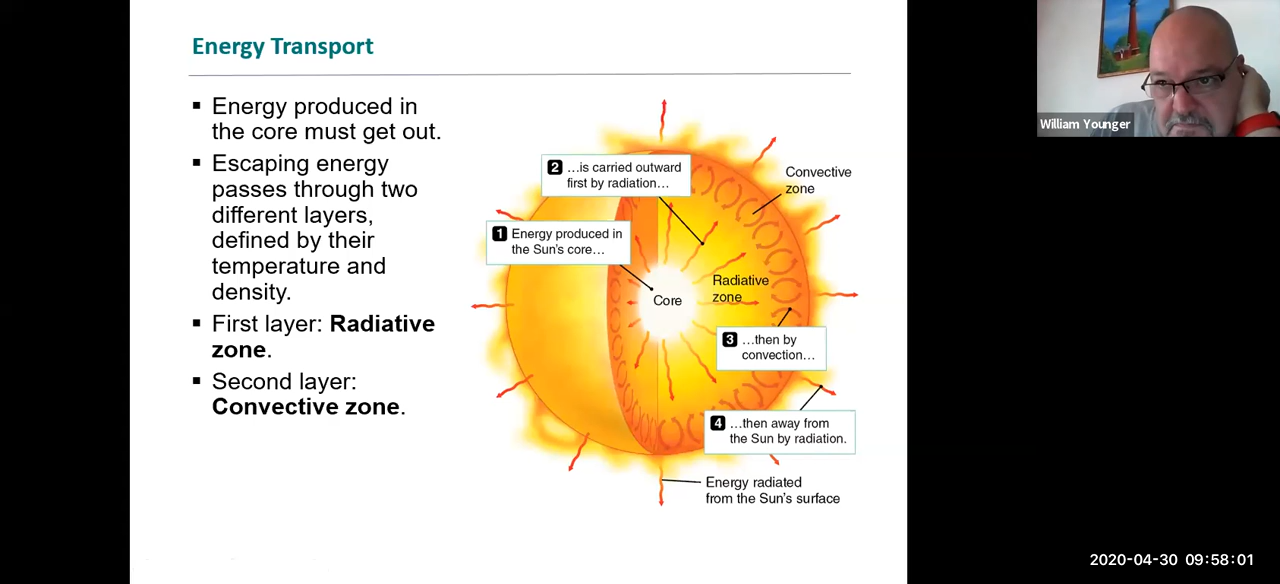 Energy Transport
▪ Energy produced in
the core must get out.
▪ Escaping energy
passes through two
different layers,
defined by their
temperature and
density.
▪ First layer: Radiative
zone.
▪ Second layer:
Convective zone.
2 …is carried outward
first by radiation…
Convective
zone
1 Energy produced in
the Sun's core…
Core
Radiative
zone
3 …then by
convection…
4 …then away from
the Sun by radiation.
Energy radiated
from the Sun's surface
William Younger
2020-04-30 09:58:01